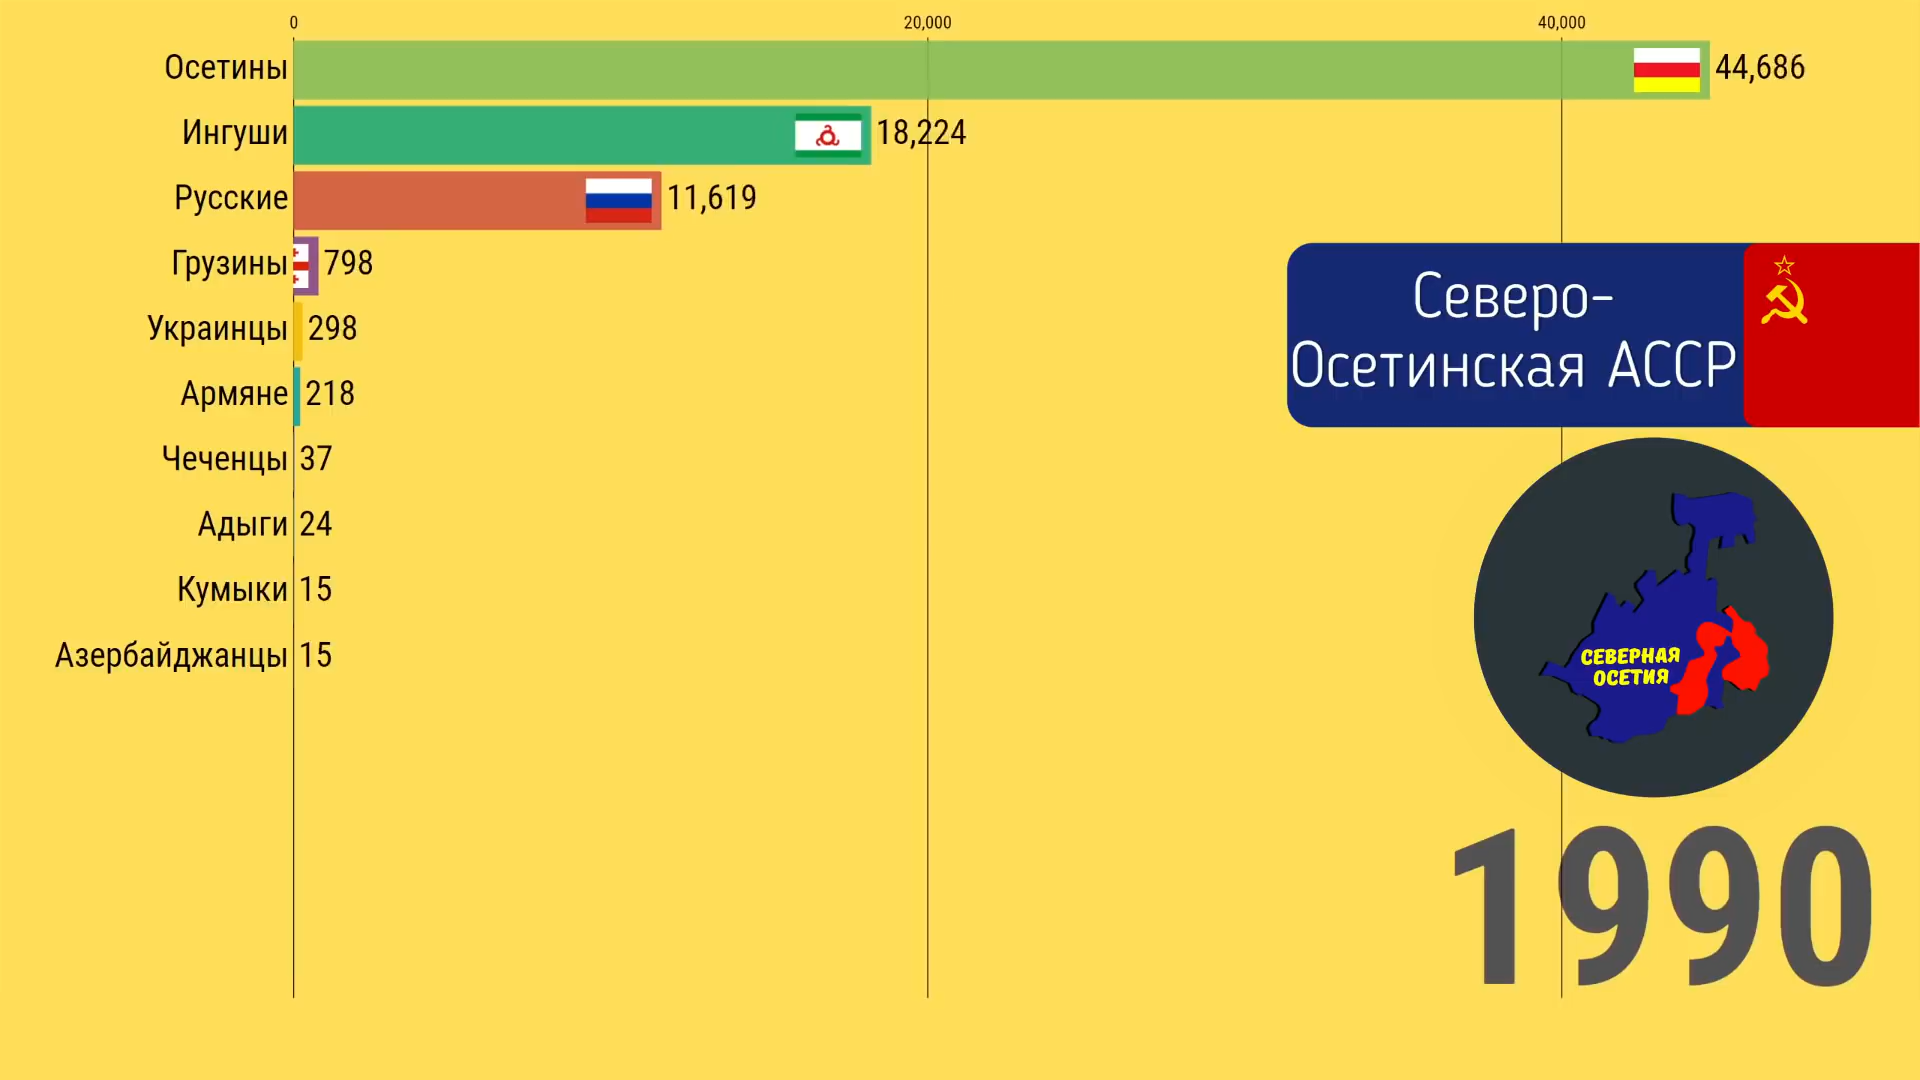 0 20,000 40,000
Осетины 44,686
Ингуши 18,224
Русские 11,619
Грузины 798
Украинцы 298
Армяне 218
Чеченцы 37
Адыги 24
Кумыки 15
Азербайджанцы 15
Северо-
Осетинская АССР
СЕВЕРНАЯ
ОСЕТИЯ
1990